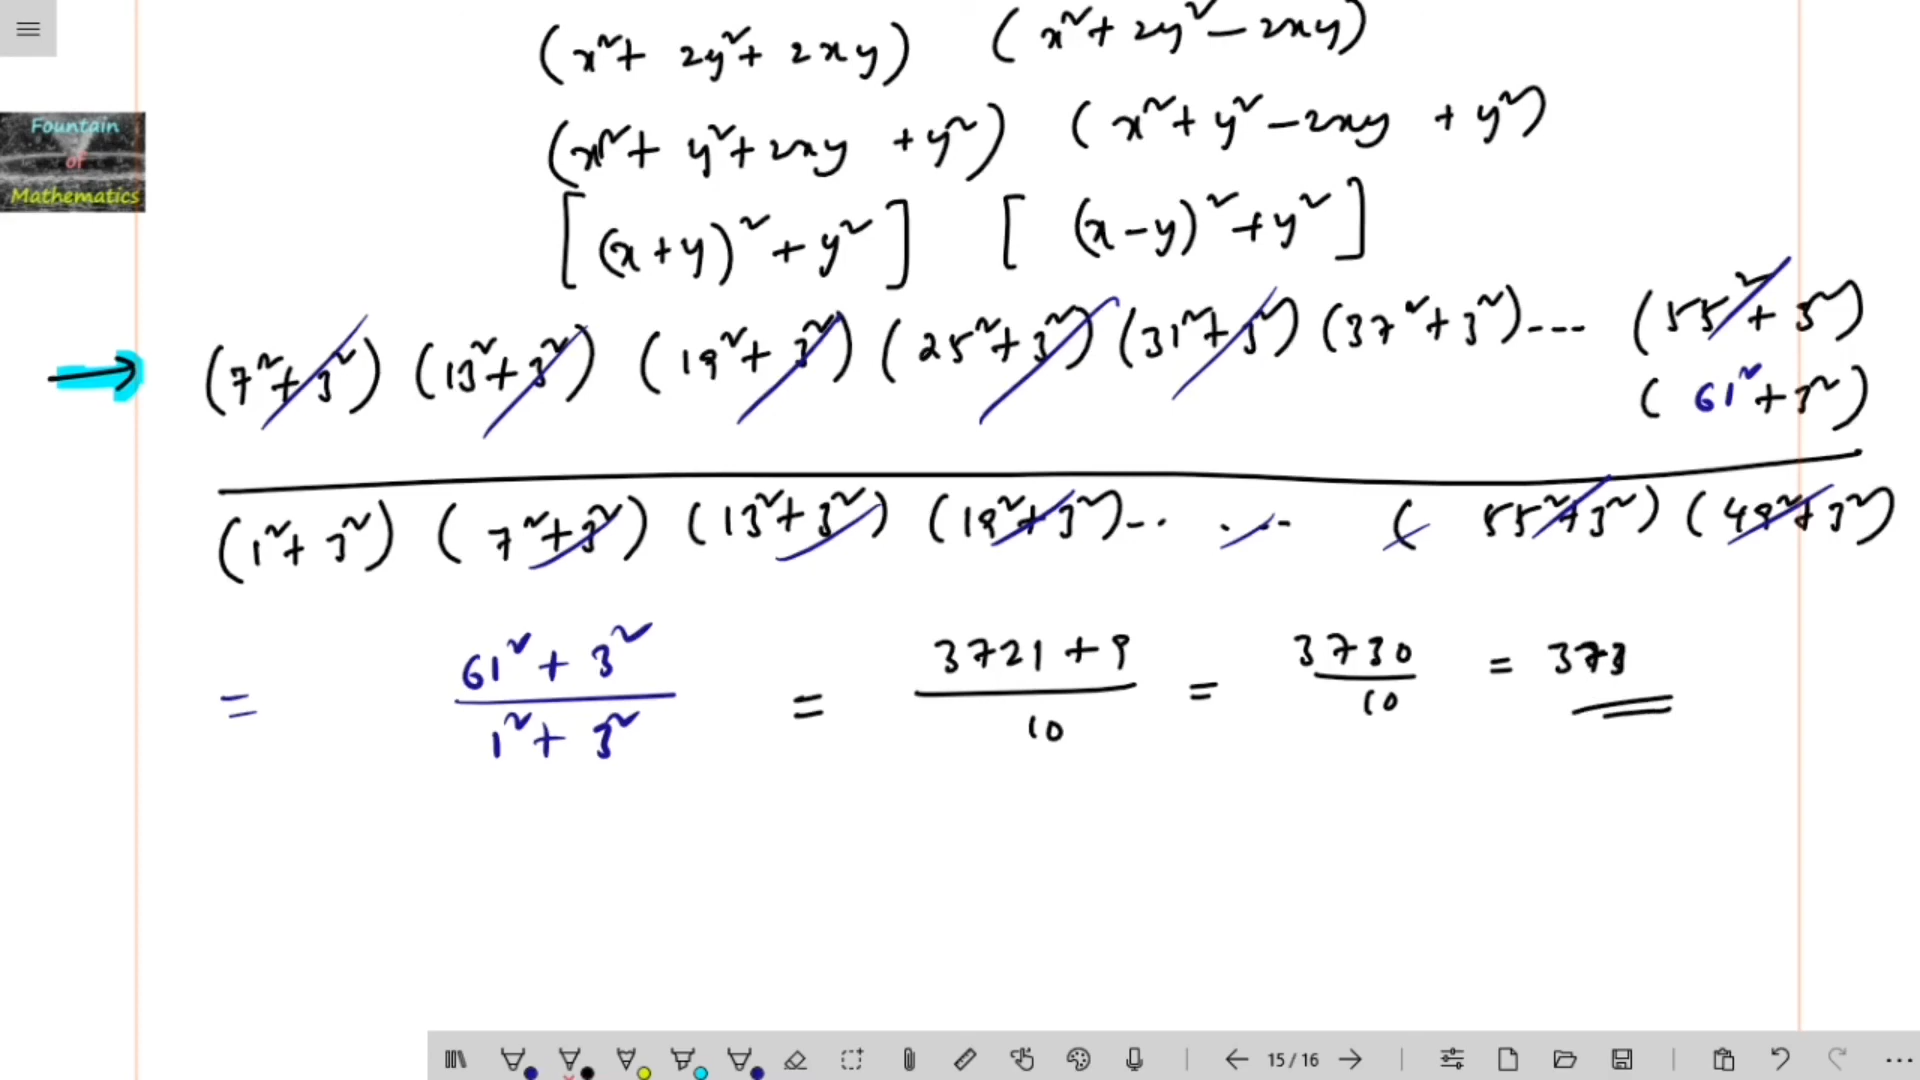 (x²+ 2y²+ 2xy) (x²+ 2y²- 2xy)
Fountain
of
Mathematics
(x²+ y²+ 2xy + y²) (x²+ y²- 2xy + y²)
[(x+y)² + y²] [(x-y)² + y²]
(7²+3²) (13²+3²) (19²+3²) (25²+3²) (31²+3²) (37²+3²)--- (55²+3²)
(61²+3²)
(1²+3²) (7²+3²) (13²+3²) (19²+3²)-.. .-- (55²+3²) (49²+3²)
= 61²+3² / 1²+3² = 3721+9 / 10 = 3730 / 10 = 373
15 / 16